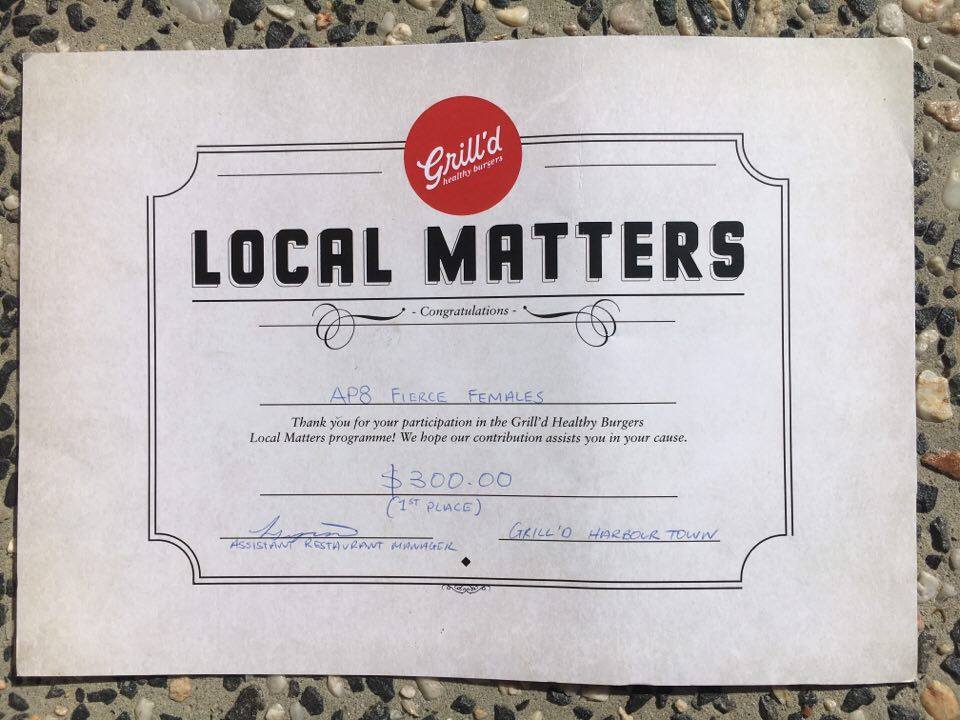 Grill'd
healthy burgers
LOCAL MATTERS
- Congratulations -
AP8 FIERCE FEMALES
Thank you for your participation in the Grill'd Healthy Burgers
Local Matters programme! We hope our contribution assists you in your cause.
$300.00
(1ST PLACE)
ASSISTANT RESTAURANT MANAGER
GRILL'D HARBOUR TOWN